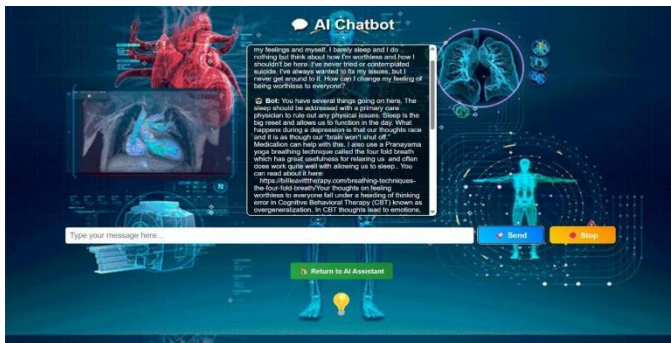 AI Chatbot
my feelings and myself. I barely sleep and I do
nothing but think about how I'm worthless and how I
shouldn't be here. I've never tried or contemplated
suicide. I've always wanted to fix my issues, but I
never get around to it. How can I change my feeling of
being worthless to everyone?
Bot: You have several things going on here. The
sleep should be addressed with a primary care
physician to rule out any physical issues. Sleep is the
big reset and allows us to function in the day. What
happens during a depression is that our thoughts race
and it is as though our "brain won't shut off."
Medication can help with this. I also use a Pranayama
yoga breathing technique called the four fold breath
which has great usefulness for relaxing us and often
does work quite well with allowing us to sleep.. You
can read about it here:
https://billleavitttherapy.com/breathing-techniques-
the-four-fold-breath/Your thoughts on feeling
worthless to everyone fall under a heading of thinking
error in Cognitive Behavioral Therapy (CBT) known as
overgeneralization. In CBT thoughts lead to emotions,
Type your message here...
Send
Stop
Return to AI Assistant